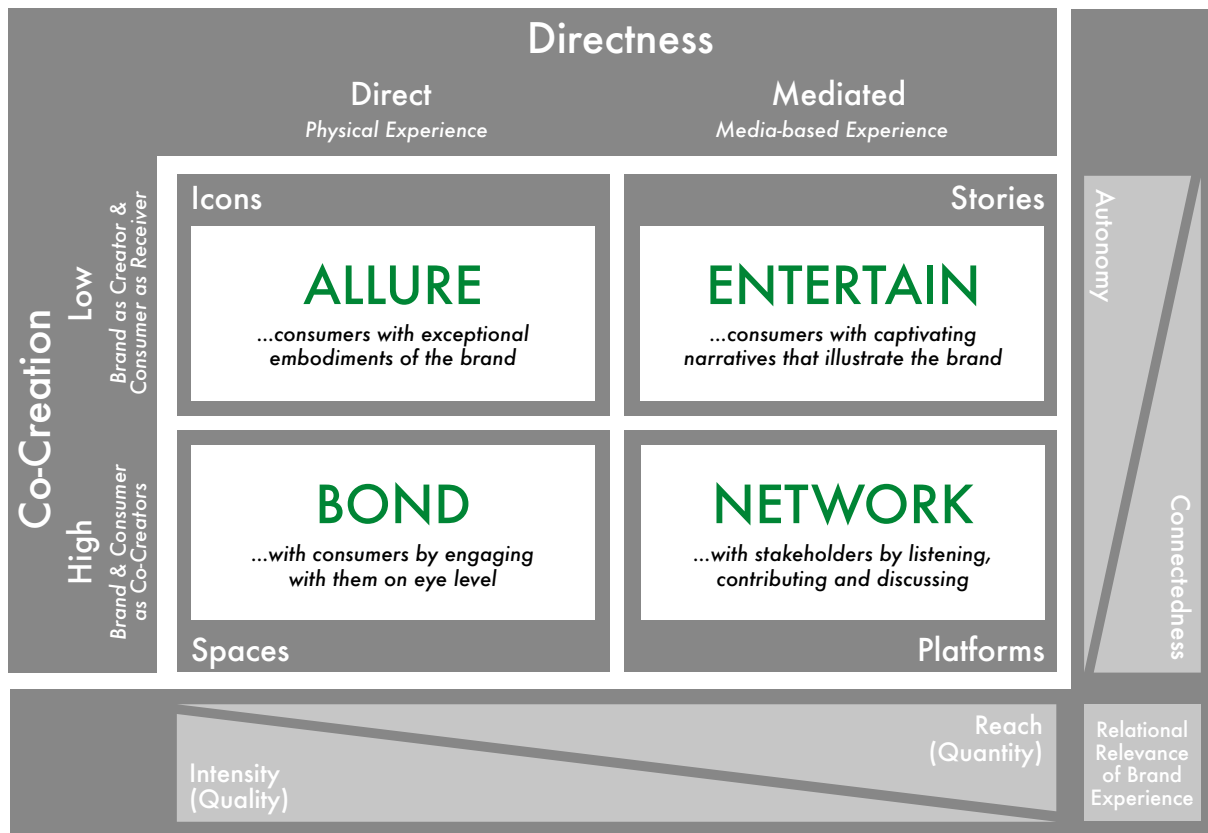 Directness
Direct
Physical Experience
Mediated
Media-based Experience
Co-Creation
Low
Brand as Creator &
Consumer as Receiver
High
Brand & Consumer
as Co-Creators
Icons
ALLURE
...consumers with exceptional
embodiments of the brand
Stories
ENTERTAIN
...consumers with captivating
narratives that illustrate the brand
BOND
...with consumers by engaging
with them on eye level
Spaces
NETWORK
...with stakeholders by listening,
contributing and discussing
Platforms
Autonomy
Connectedness
Intensity
(Quality)
Reach
(Quantity)
Relational
Relevance
of Brand
Experience